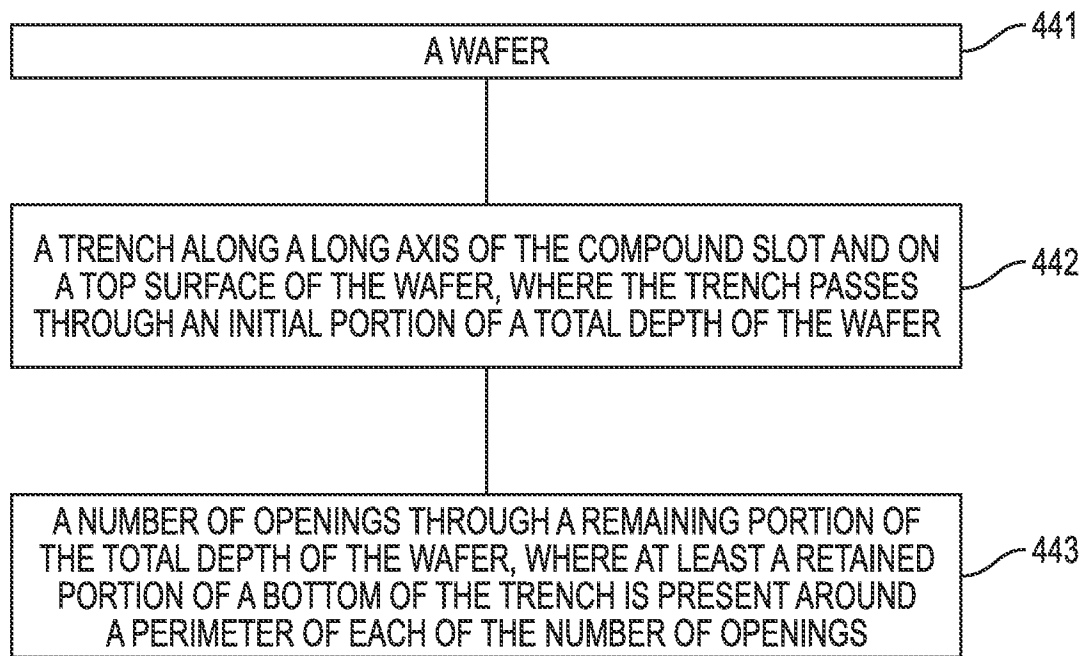 441
A WAFER
A TRENCH ALONG A LONG AXIS OF THE COMPOUND SLOT AND ON
A TOP SURFACE OF THE WAFER, WHERE THE TRENCH PASSES
THROUGH AN INITIAL PORTION OF A TOTAL DEPTH OF THE WAFER
442
A NUMBER OF OPENINGS THROUGH A REMAINING PORTION OF
THE TOTAL DEPTH OF THE WAFER, WHERE AT LEAST A RETAINED
PORTION OF A BOTTOM OF THE TRENCH IS PRESENT AROUND
A PERIMETER OF EACH OF THE NUMBER OF OPENINGS
443